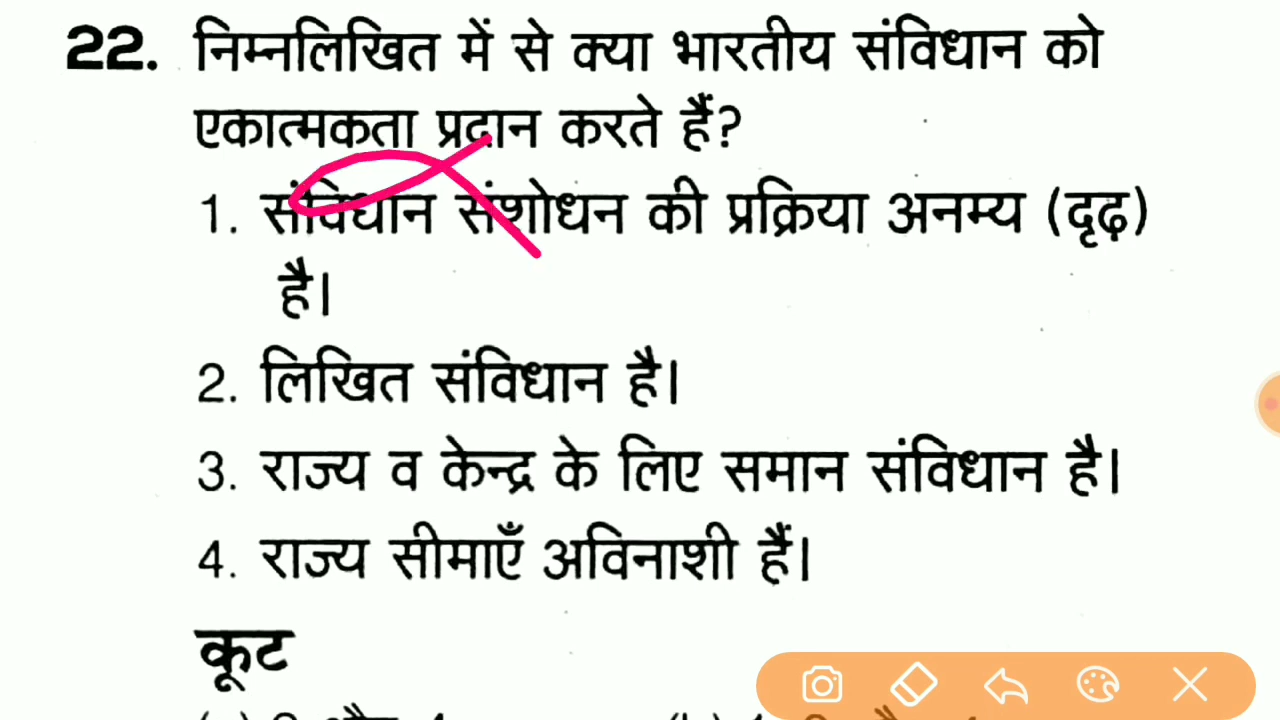 22. निम्नलिखित में से क्या भारतीय संविधान को
एकात्मकता प्रदान करते हैं?
1. संविधान संशोधन की प्रक्रिया अनम्य (दृढ़)
है।
2. लिखित संविधान है।
3. राज्य व केन्द्र के लिए समान संविधान है।
4. राज्य सीमाएँ अविनाशी हैं।
कूट